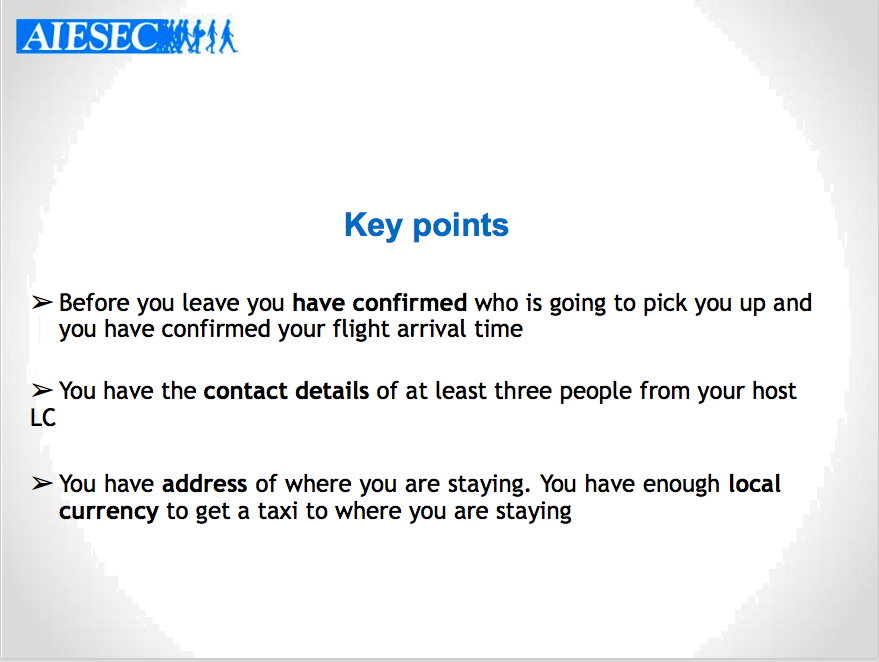 AIESEC
Key points
➢ Before you leave you have confirmed who is going to pick you up and
you have confirmed your flight arrival time
➢ You have the contact details of at least three people from your host
LC
➢ You have address of where you are staying. You have enough local
currency to get a taxi to where you are staying